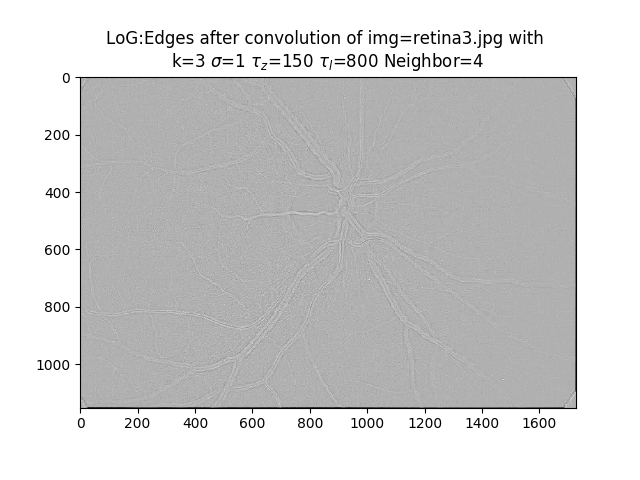 LoG:Edges after convolution of img=retina3.jpg with
k=3 σ=1 τz=150 τl=800 Neighbor=4
0
200
400
600
800
1000
0 200 400 600 800 1000 1200 1400 1600